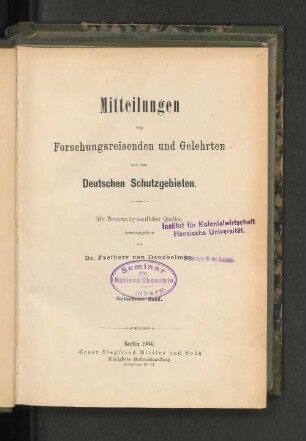 Mitteilungen
von
Forschungsreisenden und Gelehrten
aus den
Deutschen Schutzgebieten.
Mit Benutzung amtlicher Quellen
herausgegeben
von
Dr. Freiherr von Danckelman.
Institut für Kolonialwirtschaft
Hansische Universität.
Seminar
für
Nationalökonomie
Siebzehnter Band.
Berlin 1904.
Ernst Siegfried Mittler und Sohn
Königliche Hofbuchhandlung